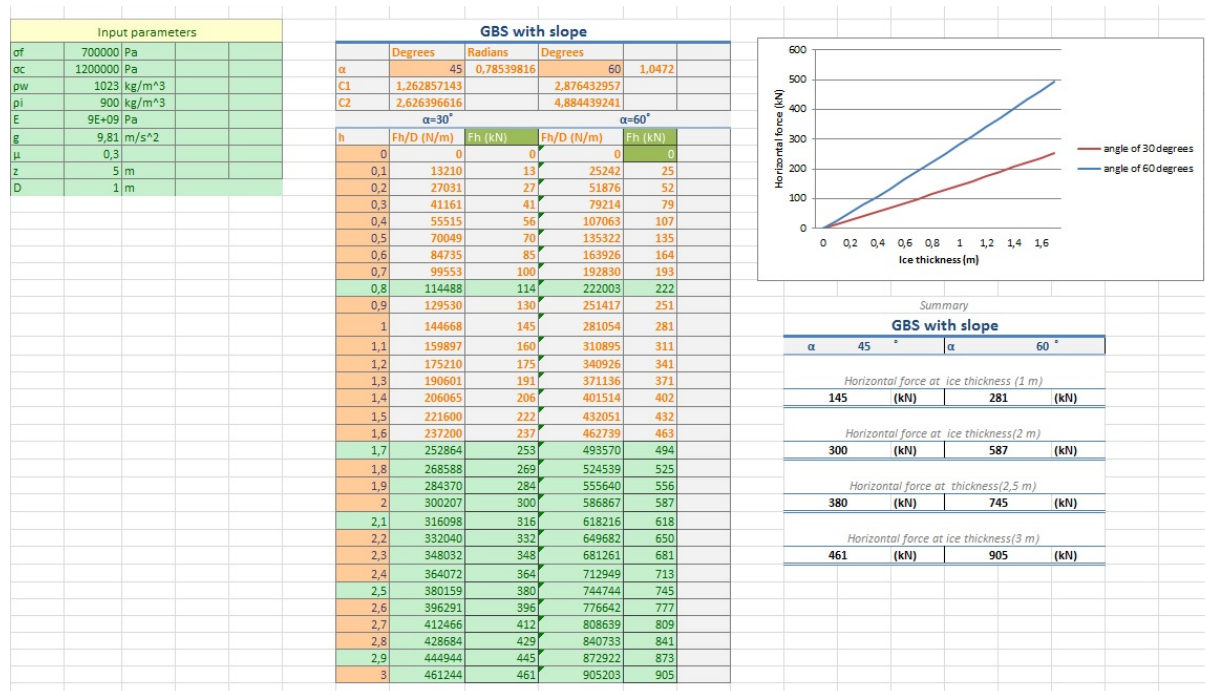 Input parameters
σf 700000 Pa
σc 1200000 Pa
ρw 1023 kg/m^3
ρi 900 kg/m^3
E 9E+09 Pa
g 9,81 m/s^2
μ 0,3
z 5 m
D 1 m
GBS with slope
Degrees Radians Degrees
α 45 0,78539816 60 1,0472
C1 1,262857143 2,876432957
C2 2,626396616 4,884439241
α=30° α=60°
h Fh/D (N/m) Fh (kN) Fh/D (N/m) Fh (kN)
0 0 0 0 0
0,1 13210 13 25242 25
0,2 27031 27 51876 52
0,3 41161 41 79214 79
0,4 55515 56 107063 107
0,5 70049 70 135322 135
0,6 84735 85 163926 164
0,7 99553 100 192830 193
0,8 114488 114 222003 222
0,9 129530 130 251417 251
1 144668 145 281054 281
1,1 159897 160 310895 311
1,2 175210 175 340926 341
1,3 190601 191 371136 371
1,4 206065 206 401514 402
1,5 221600 222 432051 432
1,6 237200 237 462739 463
1,7 252864 253 493570 494
1,8 268588 269 524539 525
1,9 284370 284 555640 556
2 300207 300 586867 587
2,1 316098 316 618216 618
2,2 332040 332 649682 650
2,3 348032 348 681261 681
2,4 364072 364 712949 713
2,5 380159 380 744744 745
2,6 396291 396 776642 777
2,7 412466 412 808639 809
2,8 428684 429 840733 841
2,9 444944 445 872922 873
3 461244 461 905203 905
Horizontal force (kN)
600
500
400
300
200
100
0
0 0,2 0,4 0,6 0,8 1 1,2 1,4 1,6
Ice thickness (m)
angle of 30 degrees
angle of 60 degrees
Summary
GBS with slope
α 45 ° α 60 °
Horizontal force at ice thickness (1 m)
145 (kN) 281 (kN)
Horizontal force at ice thickness(2 m)
300 (kN) 587 (kN)
Horizontal force at thickness(2,5 m)
380 (kN) 745 (kN)
Horizontal force at ice thickness(3 m)
461 (kN) 905 (kN)